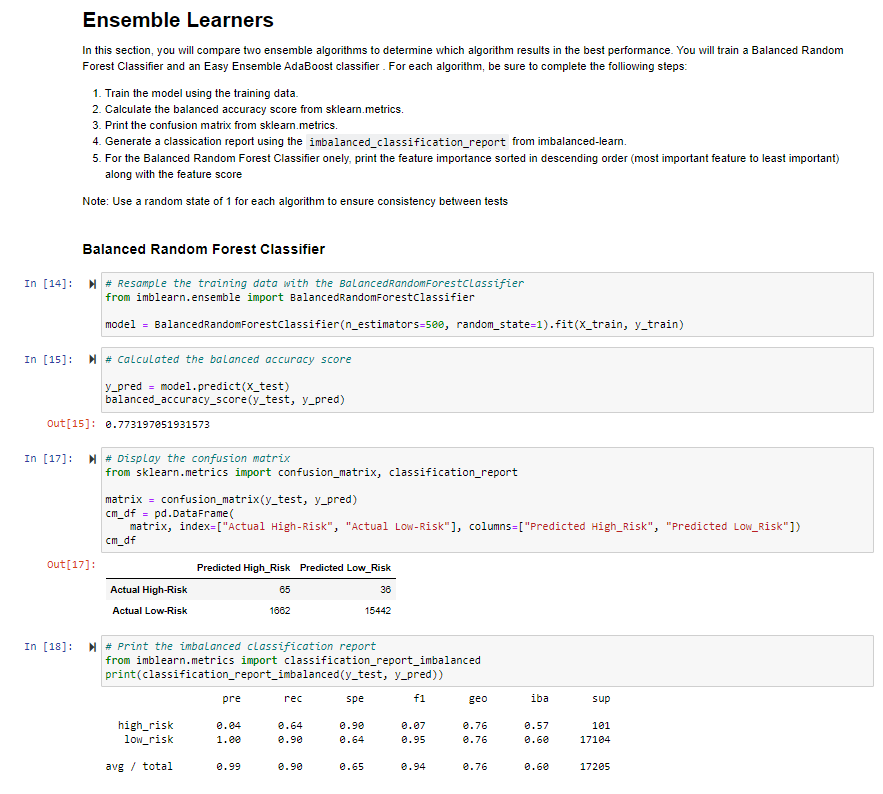 Ensemble Learners
In this section, you will compare two ensemble algorithms to determine which algorithm results in the best performance. You will train a Balanced Random
Forest Classifier and an Easy Ensemble AdaBoost classifier . For each algorithm, be sure to complete the following steps:
1. Train the model using the training data.
2. Calculate the balanced accuracy score from sklearn.metrics.
3. Print the confusion matrix from sklearn.metrics.
4. Generate a classication report using the imbalanced_classification_report from imbalanced-learn.
5. For the Balanced Random Forest Classifier onely, print the feature importance sorted in descending order (most important feature to least important)
along with the feature score
Note: Use a random state of 1 for each algorithm to ensure consistency between tests
Balanced Random Forest Classifier
In [14]: # Resample the training data with the BalancedRandomForestClassifier
from imblearn.ensemble import BalancedRandomForestClassifier
model = BalancedRandomForestClassifier(n_estimators=500, random_state=1).fit(X_train, y_train)
In [15]: # Calculated the balanced accuracy score
y_pred = model.predict(X_test)
balanced_accuracy_score(y_test, y_pred)
Out[15]: 0.773197051931573
In [17]: # Display the confusion matrix
from sklearn.metrics import confusion_matrix, classification_report
matrix = confusion_matrix(y_test, y_pred)
cm_df = pd.DataFrame(
matrix, index=["Actual High-Risk", "Actual Low-Risk"], columns=["Predicted High_Risk", "Predicted Low_Risk"])
cm_df
Out[17]:
Predicted High_Risk Predicted Low_Risk
Actual High-Risk 65 36
Actual Low-Risk 1662 15442
In [18]: # Print the imbalanced classification report
from imblearn.metrics import classification_report_imbalanced
print(classification_report_imbalanced(y_test, y_pred))
pre rec spe f1 geo iba sup
high_risk 0.04 0.64 0.90 0.07 0.76 0.57 101
low_risk 1.00 0.90 0.64 0.95 0.76 0.60 17104
avg / total 0.99 0.90 0.65 0.94 0.76 0.60 17205